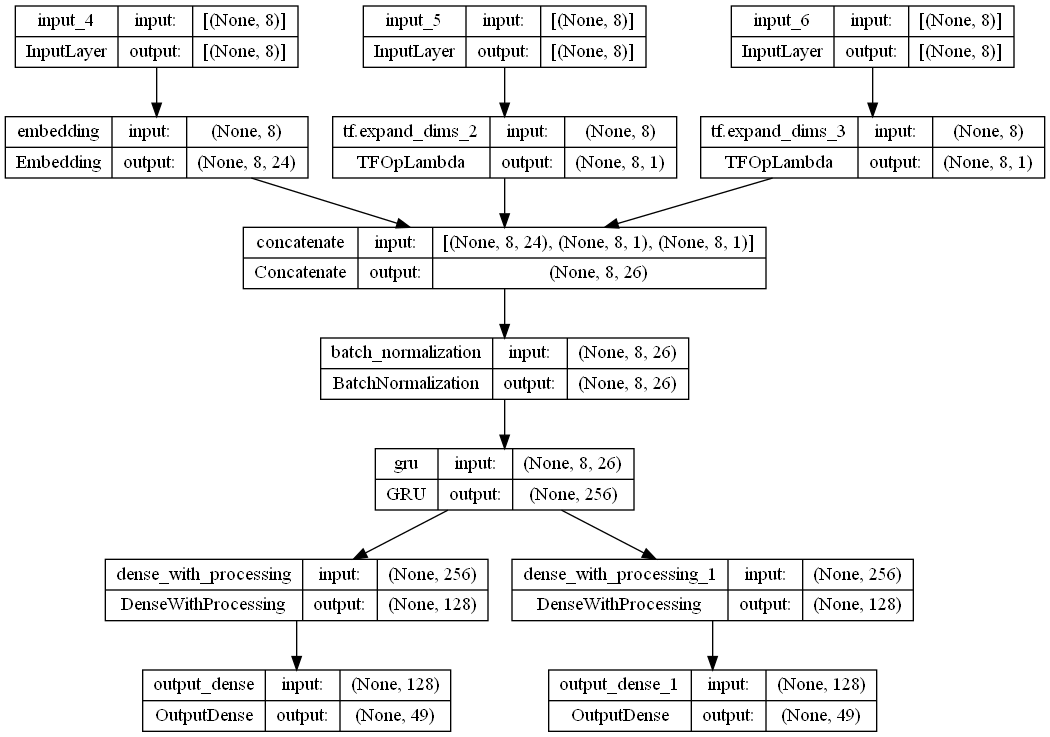 input_4 input: [(None, 8)] input_5 input: [(None, 8)] input_6 input: [(None, 8)]
InputLayer output: [(None, 8)] InputLayer output: [(None, 8)] InputLayer output: [(None, 8)]
embedding input: (None, 8) tf.expand_dims_2 input: (None, 8) tf.expand_dims_3 input: (None, 8)
Embedding output: (None, 8, 24) TFOpLambda output: (None, 8, 1) TFOpLambda output: (None, 8, 1)
concatenate input: [(None, 8, 24), (None, 8, 1), (None, 8, 1)]
Concatenate output: (None, 8, 26)
batch_normalization input: (None, 8, 26)
BatchNormalization output: (None, 8, 26)
gru input: (None, 8, 26)
GRU output: (None, 256)
dense_with_processing input: (None, 256) dense_with_processing_1 input: (None, 256)
DenseWithProcessing output: (None, 128) DenseWithProcessing output: (None, 128)
output_dense input: (None, 128) output_dense_1 input: (None, 128)
OutputDense output: (None, 49) OutputDense output: (None, 49)